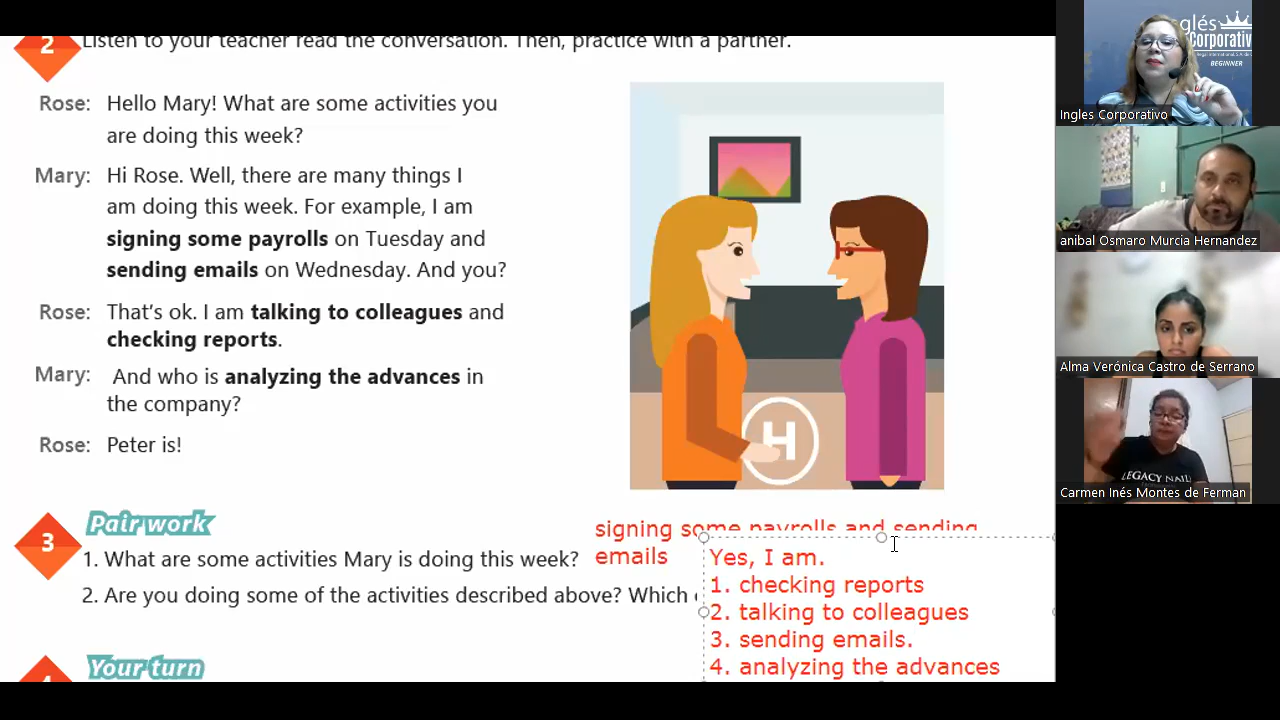 2
Listen to your teacher read the conversation. Then, practice with a partner.
Rose: Hello Mary! What are some activities you
are doing this week?
Mary: Hi Rose. Well, there are many things I
am doing this week. For example, I am
signing some payrolls on Tuesday and
sending emails on Wednesday. And you?
Rose: That's ok. I am talking to colleagues and
checking reports.
Mary: And who is analyzing the advances in
the company?
Rose: Peter is!
H
3
Pair work
1. What are some activities Mary is doing this week?
signing some payrolls and sending
emails
2. Are you doing some of the activities described above? Which
Yes, I am.
1. checking reports
2. talking to colleagues
3. sending emails.
4. analyzing the advances
Your turn
glés
Corporativ
BEGINNER
Ingles Corporativo
anibal Osmaro Murcia Hernandez
Alma Verónica Castro de Serrano
LEGACY NAIL
Carmen Inés Montes de Ferman